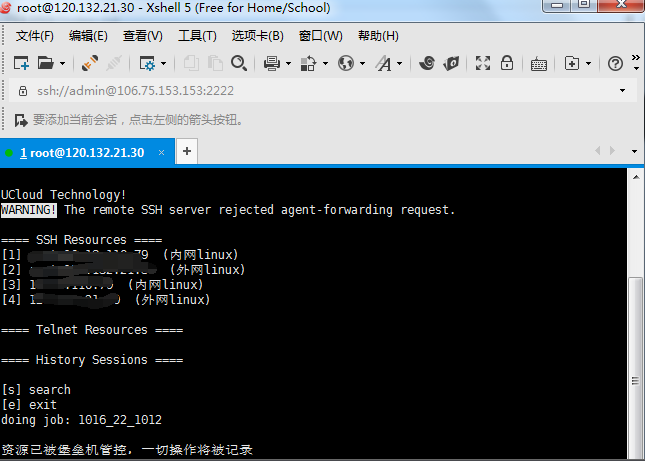 root@120.132.21.30 - Xshell 5 (Free for Home/School)
文件(F) 编辑(E) 查看(V) 工具(T) 选项卡(B) 窗口(W) 帮助(H)
ssh://admin@106.75.153.153:2222
要添加当前会话，点击左侧的箭头按钮。
1 root@120.132.21.30
UCloud Technology!
WARNING! The remote SSH server rejected agent-forwarding request.
==== SSH Resources ====
[1] 79 (内网linux)
[2] (外网linux)
[3] (内网linux)
[4] (外网linux)
==== Telnet Resources ====
==== History Sessions ====
[s] search
[e] exit
doing job: 1016_22_1012
资源已被堡垒机管控，一切操作将被记录